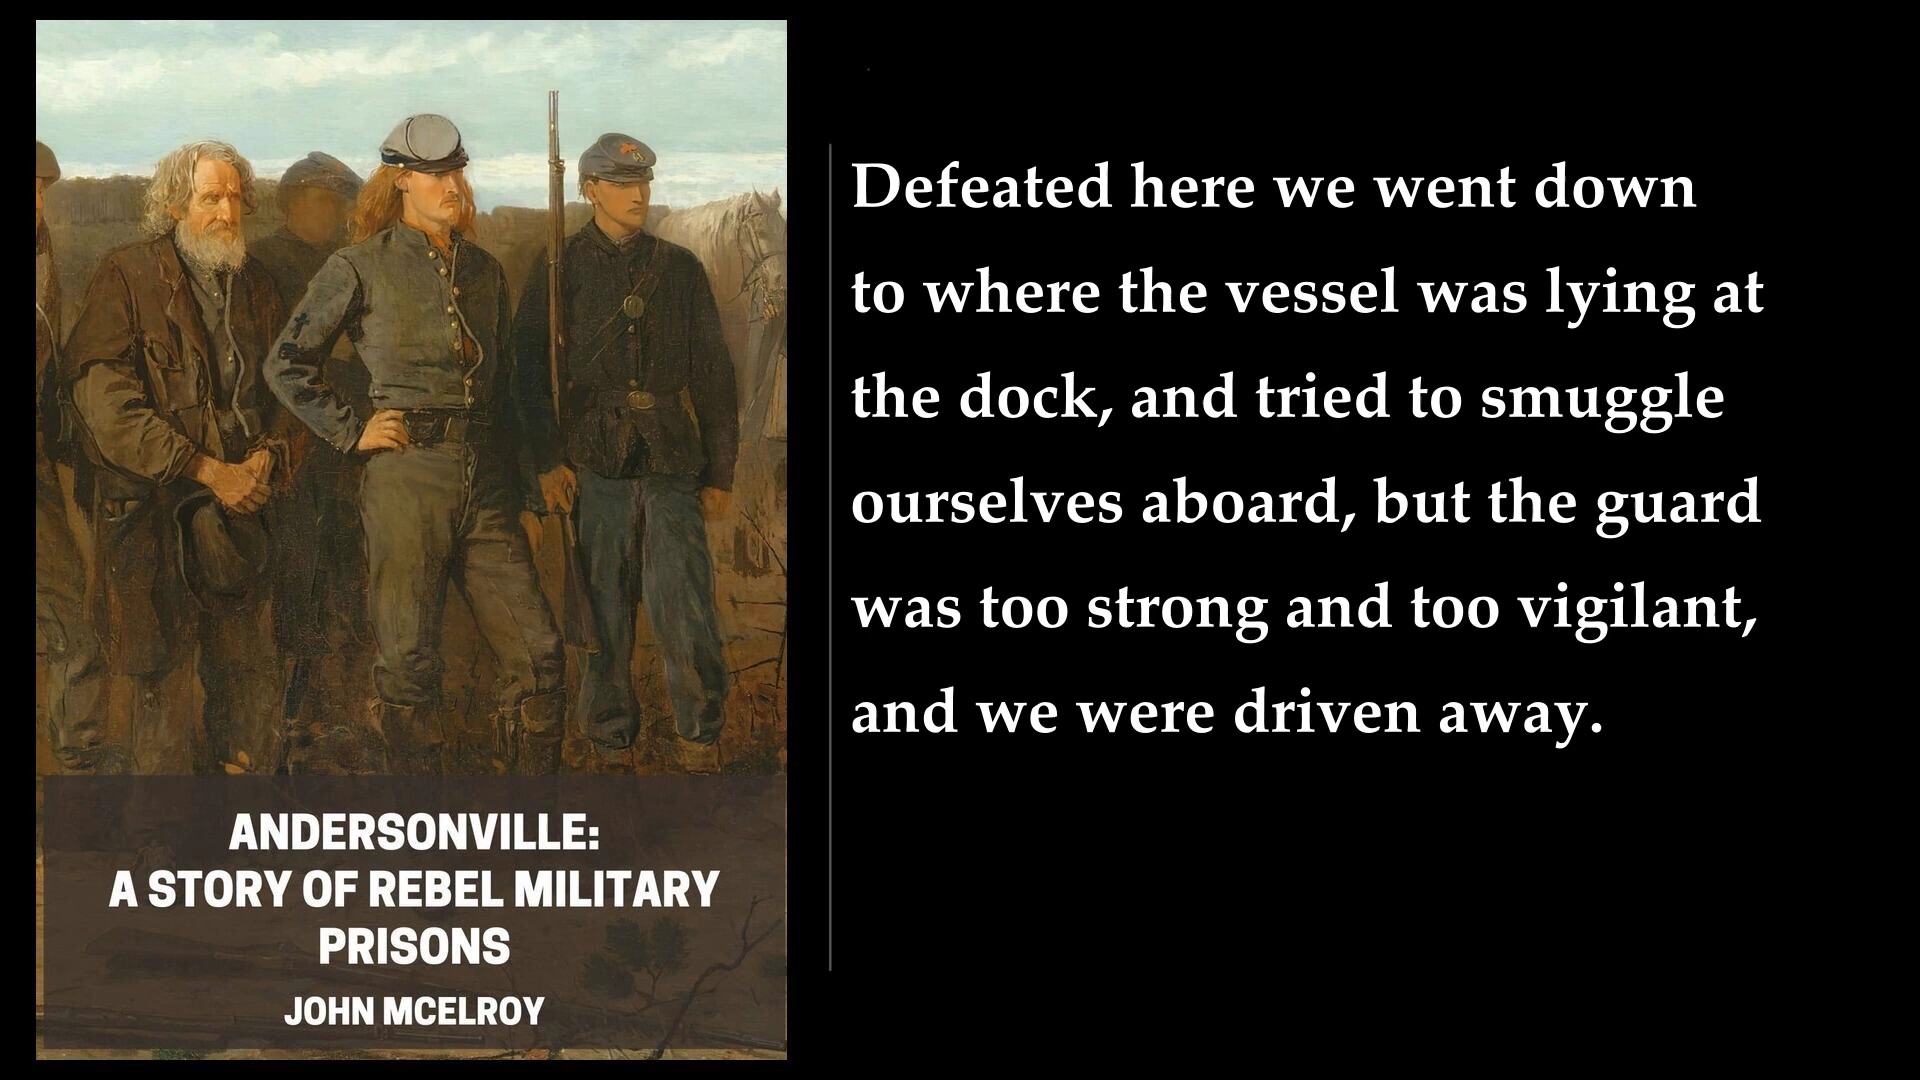 Defeated here we went down
to where the vessel was lying at
the dock, and tried to smuggle
ourselves aboard, but the guard
was too strong and too vigilant,
and we were driven away.
ANDERSONVILLE:
A STORY OF REBEL MILITARY
PRISONS
JOHN MCELROY